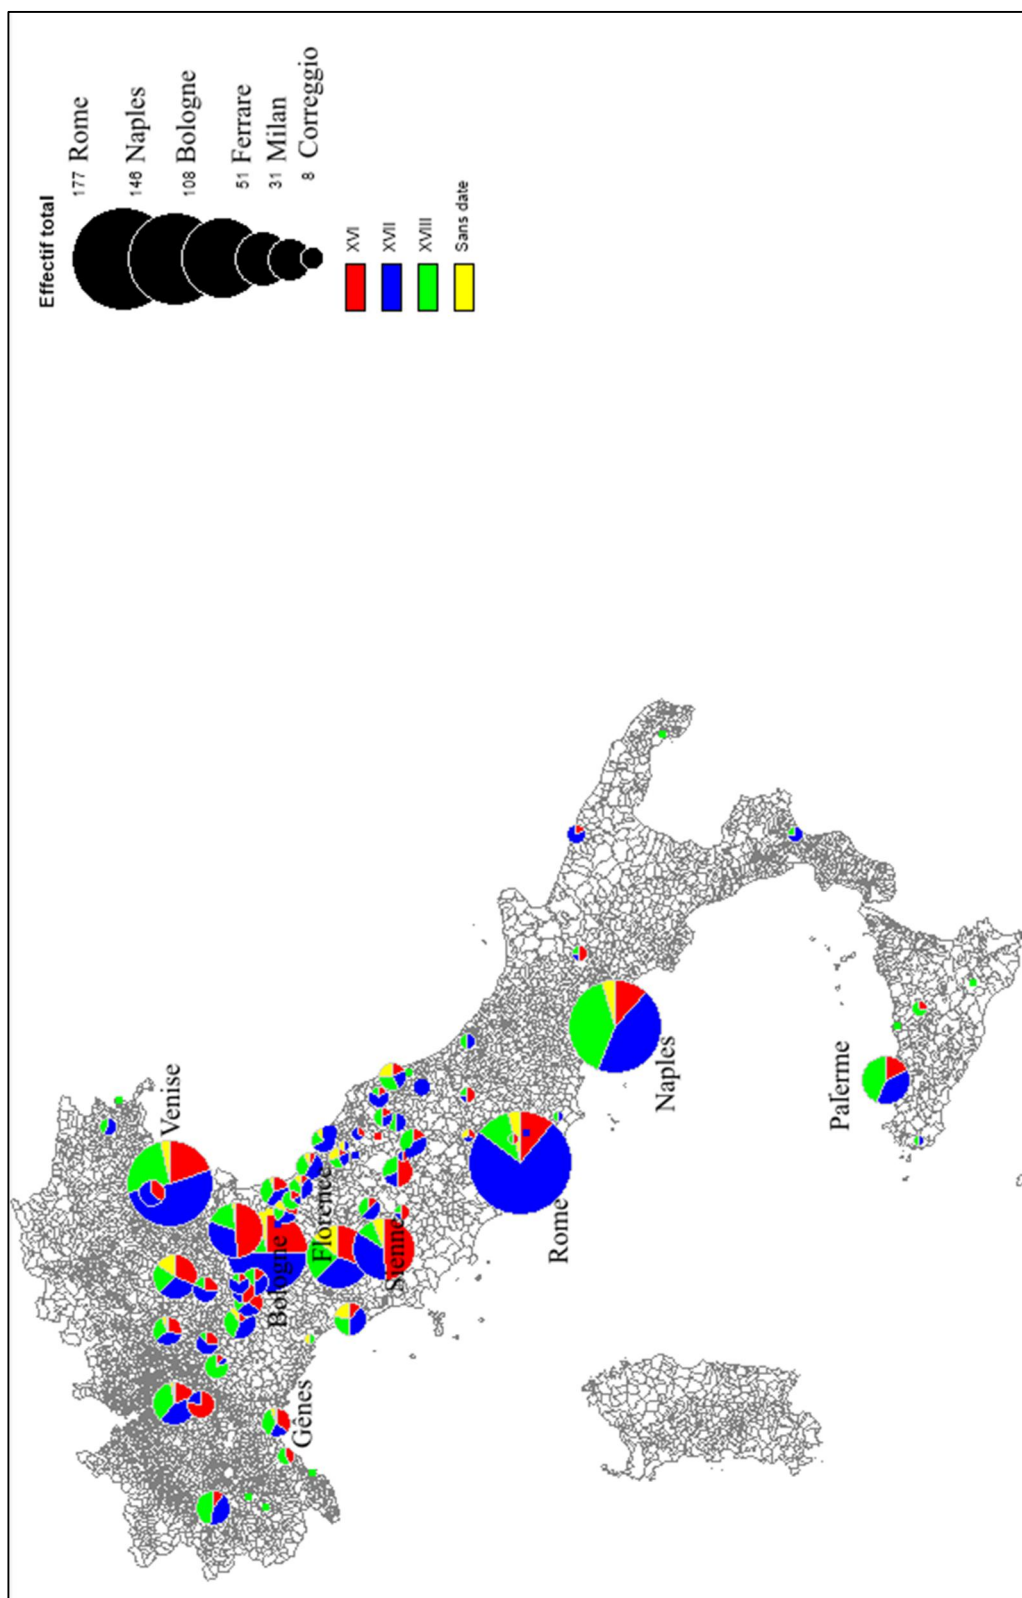 Effectif total
177 Rome
146 Naples
108 Bologne
51 Ferrare
31 Milan
8 Correggio
XVI
XVII
XVIII
Sans date
Venise
Bologne
Florence
Gênes
Sienne
Rome
Naples
Palerme